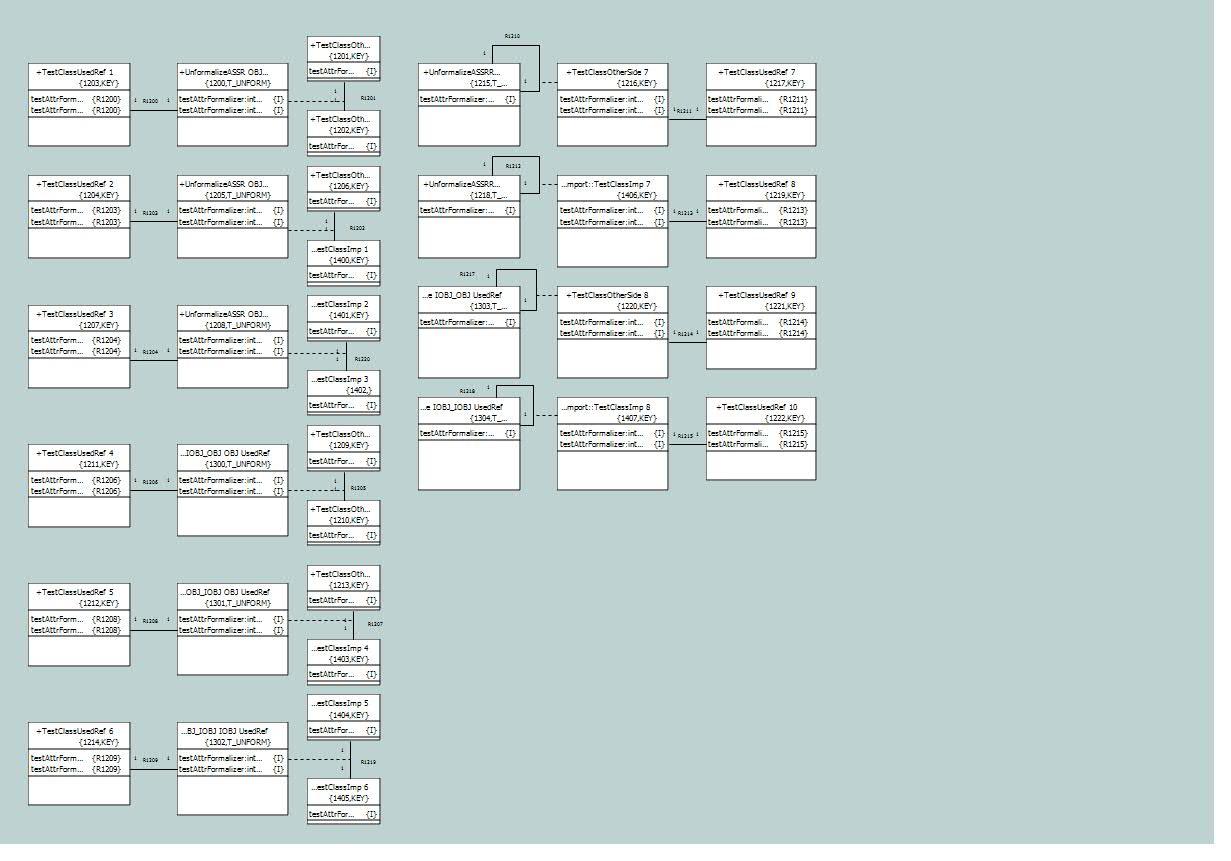 +TestClassUsedRef 1
{1203,KEY}
testAttrForm... {R1200}
testAttrForm... {R1200}
1 R1200 1
+UnformalizeASSR OBJ...
{1200,T_UNFORM}
testAttrFormalizer:int... {I}
testAttrFormalizer:int... {I}
+TestClassOth...
{1201,KEY}
testAttrFor... {I}
1
1
R1201
+TestClassOth...
{1202,KEY}
testAttrFor... {I}
+TestClassUsedRef 2
{1204,KEY}
testAttrForm... {R1203}
testAttrForm... {R1203}
1 R1203 1
+UnformalizeASSR OBJ...
{1205,T_UNFORM}
testAttrFormalizer:int... {I}
testAttrFormalizer:int... {I}
+TestClassOth...
{1206,KEY}
testAttrFor... {I}
1
1
R1202
...estClassImp 1
{1400,KEY}
testAttrFor... {I}
+TestClassUsedRef 3
{1207,KEY}
testAttrForm... {R1204}
testAttrForm... {R1204}
1 R1204 1
+UnformalizeASSR OBJ...
{1208,T_UNFORM}
testAttrFormalizer:int... {I}
testAttrFormalizer:int... {I}
...estClassImp 2
{1401,KEY}
testAttrFor... {I}
1
1
...estClassImp 3
{1402,}
testAttrFor... {I}
+TestClassUsedRef 4
{1211,KEY}
testAttrForm... {R1206}
testAttrForm... {R1206}
1 R1206 1
...IOBJ_OBJ OBJ UsedRef
{1300,T_UNFORM}
testAttrFormalizer:int... {I}
testAttrFormalizer:int... {I}
+TestClassOth...
{1209,KEY}
testAttrFor... {I}
1
1
R1205
+TestClassOth...
{1210,KEY}
testAttrFor... {I}
+TestClassUsedRef 5
{1212,KEY}
testAttrForm... {R1208}
testAttrForm... {R1208}
1 R1208 1
...OBJ_IOBJ OBJ UsedRef
{1301,T_UNFORM}
testAttrFormalizer:int... {I}
testAttrFormalizer:int... {I}
+TestClassOth...
{1213,KEY}
testAttrFor... {I}
1
1
R1207
...estClassImp 4
{1403,KEY}
testAttrFor... {I}
+TestClassUsedRef 6
{1214,KEY}
testAttrForm... {R1209}
testAttrForm... {R1209}
1 R1209 1
...BJ_IOBJ IOBJ UsedRef
{1302,T_UNFORM}
testAttrFormalizer:int... {I}
testAttrFormalizer:int... {I}
...estClassImp 5
{1404,KEY}
testAttrFor... {I}
1
1
R1219
...estClassImp 6
{1405,KEY}
testAttrFor... {I}
R1210
1
1
+UnformalizeASSRR...
{1215,T_...
testAttrFormalizer:... {I}
+TestClassOtherSide 7
{1216,KEY}
testAttrFormalizer:int... {I}
testAttrFormalizer:int... {I}
1 R1211 1
+TestClassUsedRef 7
{1217,KEY}
testAttrFormali... {R1211}
testAttrFormali... {R1211}
1
R1212
1
+UnformalizeASSRR...
{1218,T_...
testAttrFormalizer:... {I}
...mport::TestClassImp 7
{1406,KEY}
testAttrFormalizer:int... {I}
testAttrFormalizer:int... {I}
1 R1213 1
+TestClassUsedRef 8
{1219,KEY}
testAttrFormali... {R1213}
testAttrFormali... {R1213}
R1217
1
1
...e IOBJ_OBJ UsedRef
{1303,T_...
testAttrFormalizer:... {I}
+TestClassOtherSide 8
{1220,KEY}
testAttrFormalizer:int... {I}
testAttrFormalizer:int... {I}
1 R1214 1
+TestClassUsedRef 9
{1221,KEY}
testAttrFormali... {R1214}
testAttrFormali... {R1214}
R1218
1
1
...e IOBJ_IOBJ UsedRef
{1304,T_...
testAttrFormalizer:... {I}
...mport::TestClassImp 8
{1407,KEY}
testAttrFormalizer:int... {I}
testAttrFormalizer:int... {I}
1 R1215 1
+TestClassUsedRef 10
{1222,KEY}
testAttrFormali... {R1215}
testAttrFormali... {R1215}